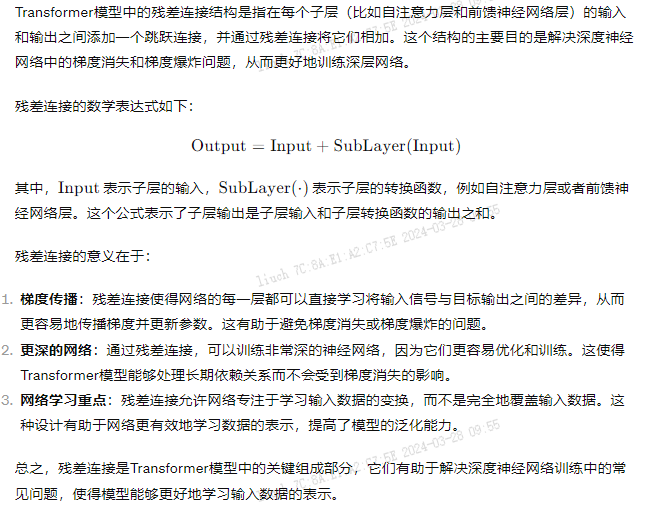 Transformer模型中的残差连接结构是指在每个子层（比如自注意力层和前馈神经网络层）的输入
和输出之间添加一个跳跃连接，并通过残差连接将它们相加。这个结构的主要目的是解决深度神经
网络中的梯度消失和梯度爆炸问题，从而更好地训练深层网络。
残差连接的数学表达式如下：
Output = Input + SubLayer(Input)
其中，Input 表示子层的输入，SubLayer(·) 表示子层的转换函数，例如自注意力层或者前馈神
经网络层。这个公式表示了子层输出是子层输入和子层转换函数的输出之和。
liuch 7C:8A:E1:A2:C7:5E 2024-03-28 09:55
残差连接的意义在于：
1. 梯度传播：残差连接使得网络的每一层都可以直接学习将输入信号与目标输出之间的差异，从而
更容易地传播梯度并更新参数。这有助于避免梯度消失或梯度爆炸的问题。
2. 更深的网络：通过残差连接，可以训练非常深的神经网络，因为它们更容易优化和训练。这使得
Transformer模型能够处理长期依赖关系而不会受到梯度消失的影响。
3. 网络学习重点：残差连接允许网络专注于学习输入数据的变换，而不是完全地覆盖输入数据。这
种设计有助于网络更有效地学习数据的表示，提高了模型的泛化能力。
7C:8A:E1:A2:C7:5E 2024-03-28 09:55
总之，残差连接是Transformer模型中的关键组成部分，它们有助于解决深度神经网络训练中的常
见问题，使得模型能够更好地学习输入数据的表示。